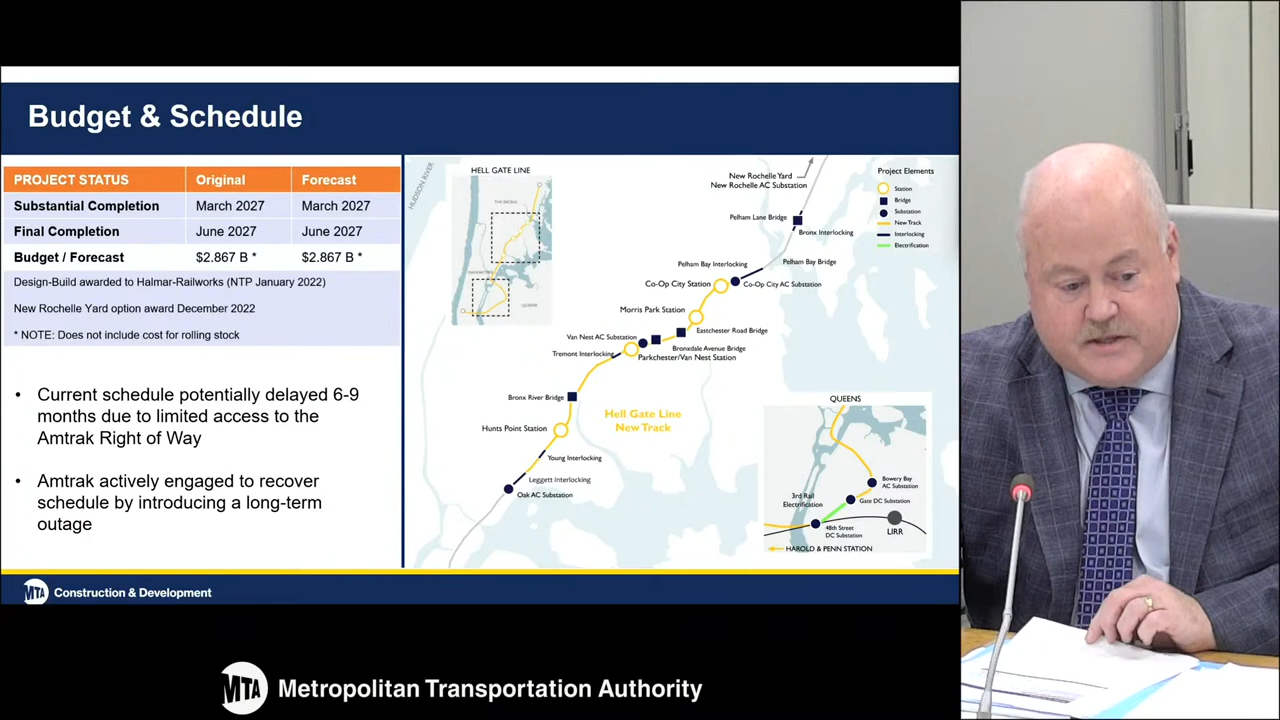 Budget & Schedule
PROJECT STATUS Original Forecast
Substantial Completion March 2027 March 2027
Final Completion June 2027 June 2027
Budget / Forecast $2.867 B * $2.867 B *
Design-Build awarded to Halmar-Railworks (NTP January 2022)
New Rochelle Yard option award December 2022
* NOTE: Does not include cost for rolling stock
• Current schedule potentially delayed 6-9
months due to limited access to the
Amtrak Right of Way
• Amtrak actively engaged to recover
schedule by introducing a long-term
outage
HUDSON RIVER
HELL GATE LINE
THE BRONX
MANHATTAN
QUEENS
New Rochelle Yard
New Rochelle AC Substation
Pelham Lane Bridge
Bronx Interlocking
Pelham Bay Interlocking
Pelham Bay Bridge
Co-Op City Station
Co-Op City AC Substation
Morris Park Station
Eastchester Road Bridge
Van Nest AC Substation
Bronxdale Avenue Bridge
Tremont Interlocking
Parkchester/Van Nest Station
Bronx River Bridge
Hell Gate Line
New Track
Hunts Point Station
Young Interlocking
Leggett Interlocking
Oak AC Substation
Project Elements
Station
Bridge
Substation
New Track
Interlocking
Electrification
QUEENS
Bowery Bay
AC Substation
3rd Rail
Electrification
Gate DC Substation
48th Street
DC Substation
LIRR
HAROLD & PENN STATION
MTA Construction & Development
MTA Metropolitan Transportation Authority